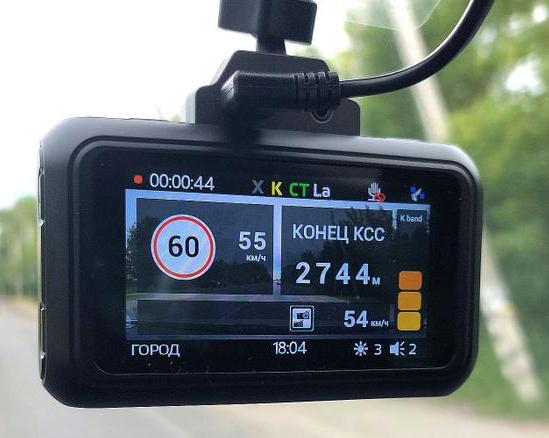 00:00:44 X K CT La
K band
60 55 КОНЕЦ КСС
км/ч
2744м
54 км/ч
ГОРОД 18:04 3 2